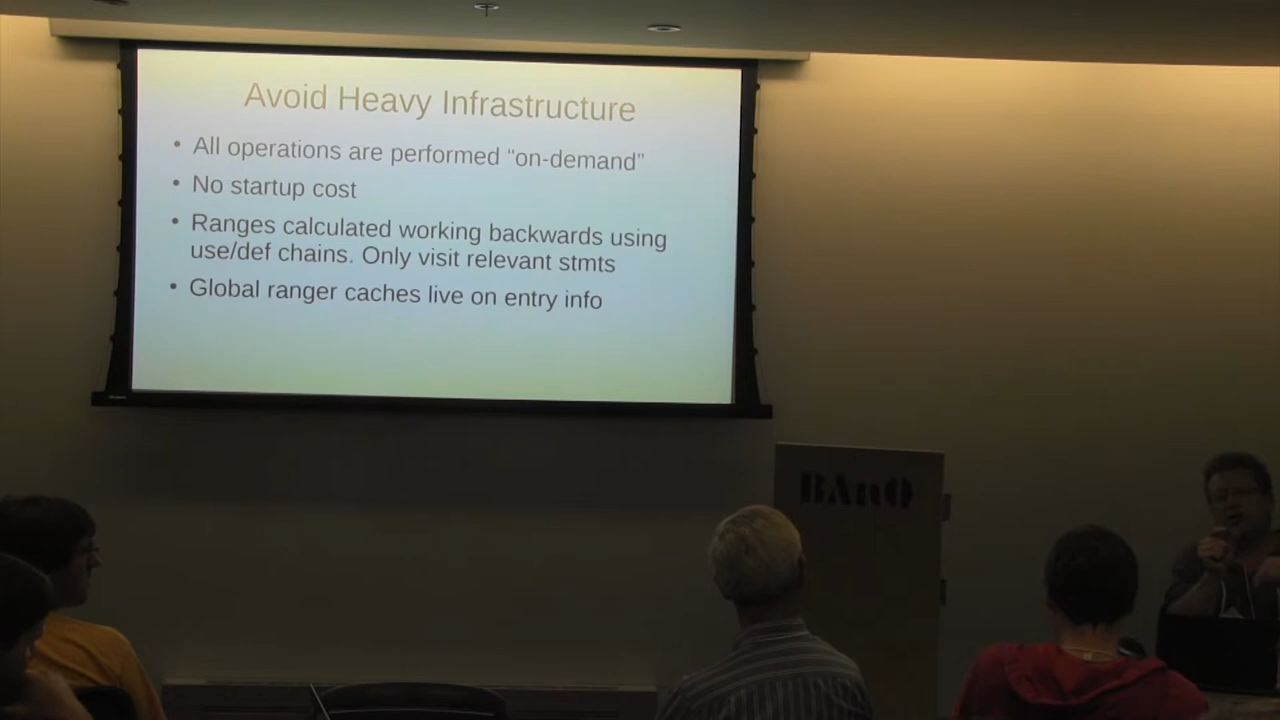 Avoid Heavy Infrastructure
• All operations are performed “on-demand”
• No startup cost
• Ranges calculated working backwards using
use/def chains. Only visit relevant stmts
• Global ranger caches live on entry info
BAnQ